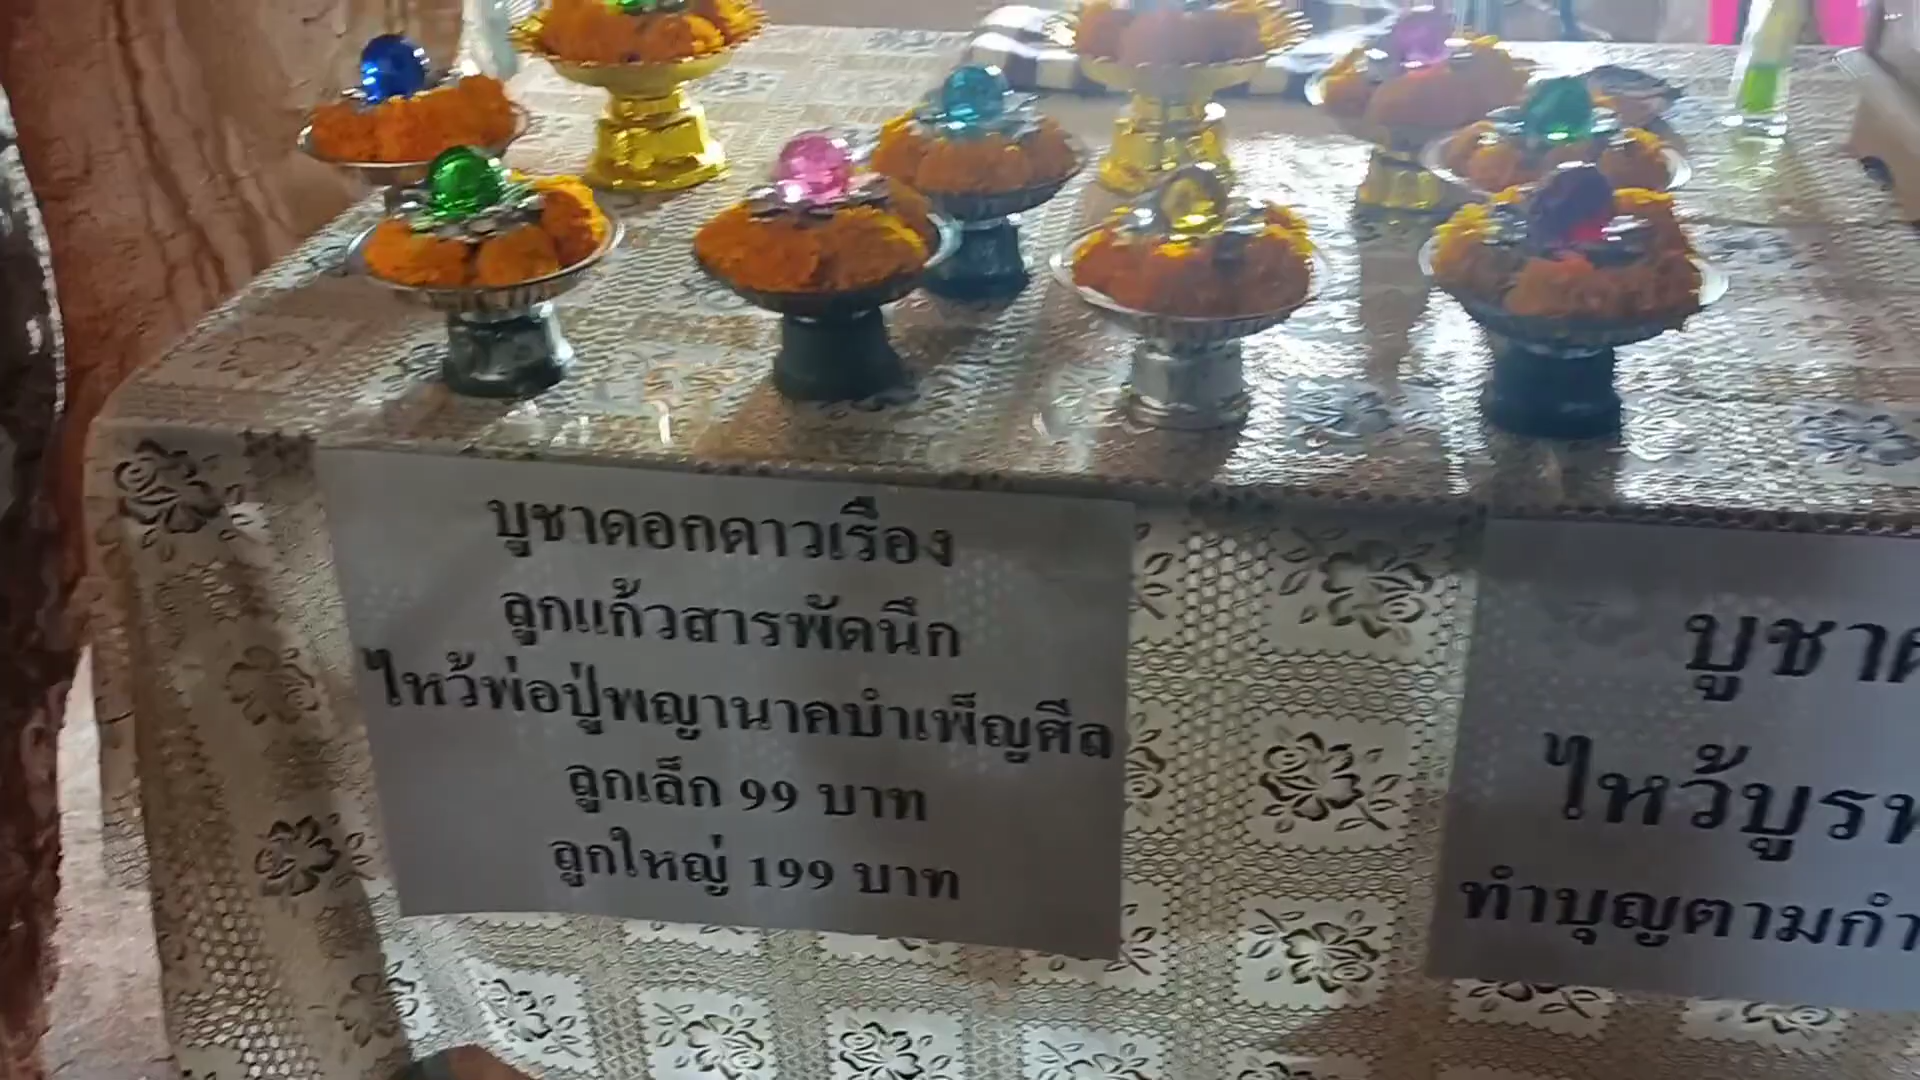 บูชาดอกดาวเรือง
ลูกแก้วสารพัดนึก
ไหว้พ่อปู่พญานาคบำเพ็ญศีล
ลูกเล็ก 99 บาท
ลูกใหญ่ 199 บาท
บูชา
ไหว้บูร
ทำบุญตามกำ